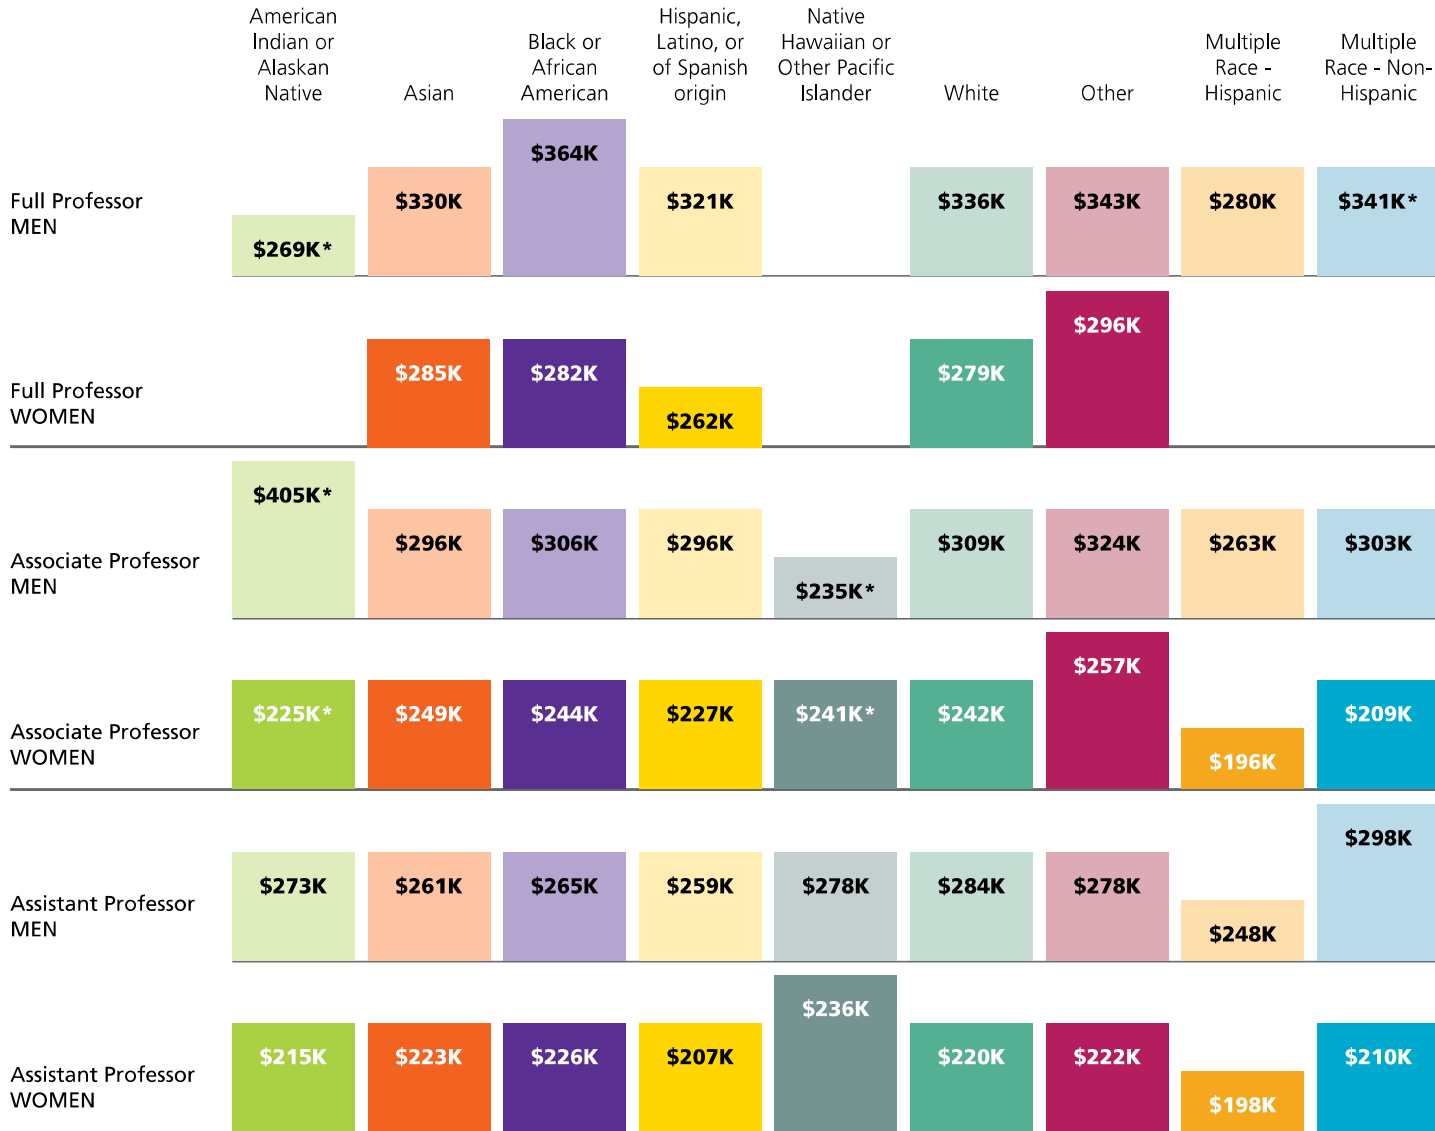 American
Indian or
Alaskan
Native
Asian
Black or
African
American
Hispanic,
Latino, or
of Spanish
origin
Native
Hawaiian or
Other Pacific
Islander
White
Other
Multiple
Race -
Hispanic
Multiple
Race - Non-
Hispanic
Full Professor
MEN
$269K*
$330K
$364K
$321K
$336K
$343K
$280K
$341K*
Full Professor
WOMEN
$285K
$282K
$262K
$279K
$296K
Associate Professor
MEN
$405K*
$296K
$306K
$296K
$235K*
$309K
$324K
$263K
$303K
Associate Professor
WOMEN
$225K*
$249K
$244K
$227K
$241K*
$242K
$257K
$196K
$209K
Assistant Professor
MEN
$273K
$261K
$265K
$259K
$278K
$284K
$278K
$248K
$298K
Assistant Professor
WOMEN
$215K
$223K
$226K
$207K
$236K
$220K
$222K
$198K
$210K